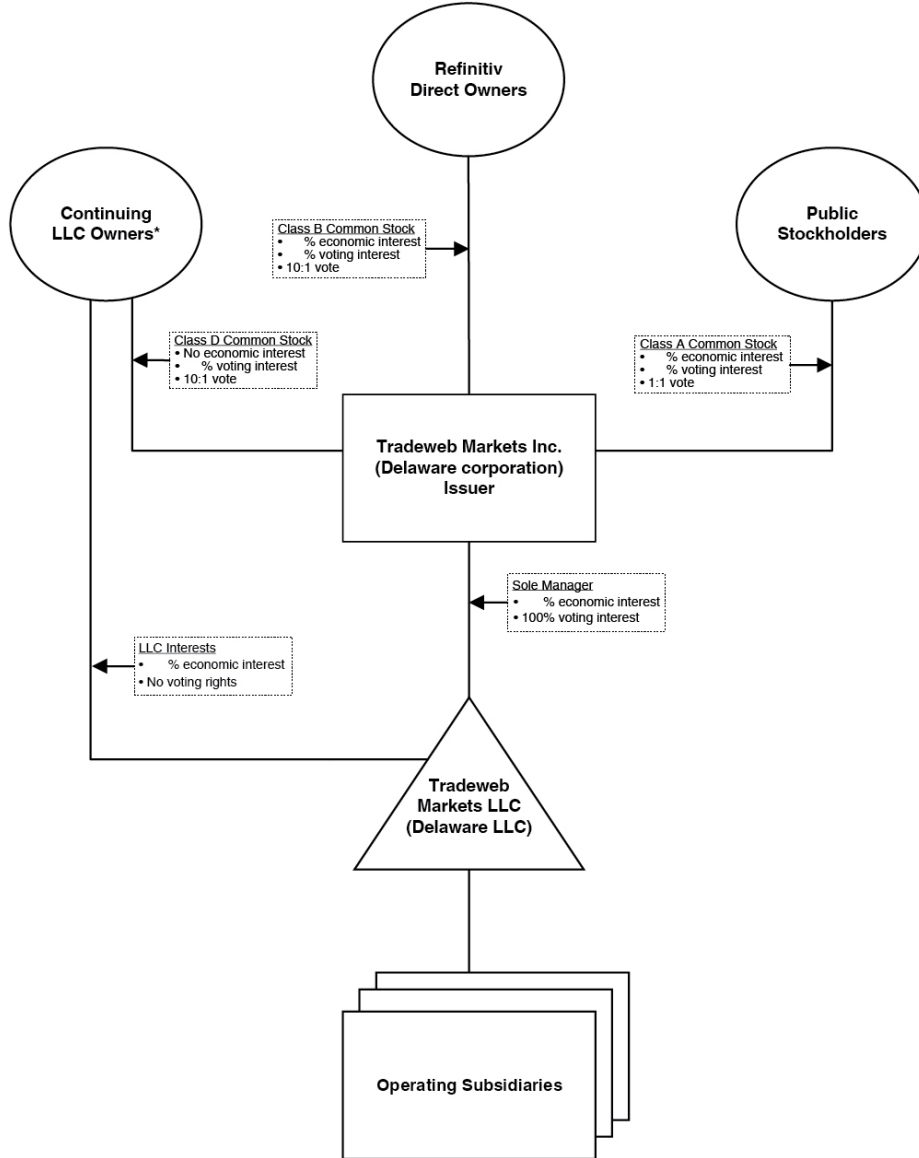 Refinitiv
Direct Owners
Continuing
LLC Owners*
Public
Stockholders
Class B Common Stock
• % economic interest
• % voting interest
• 10:1 vote
Class D Common Stock
• No economic interest
• % voting interest
• 10:1 vote
Class A Common Stock
• % economic interest
• % voting interest
• 1:1 vote
Tradeweb Markets Inc.
(Delaware corporation)
Issuer
Sole Manager
• % economic interest
• 100% voting interest
LLC Interests
• % economic interest
• No voting rights
Tradeweb
Markets LLC
(Delaware LLC)
Operating Subsidiaries